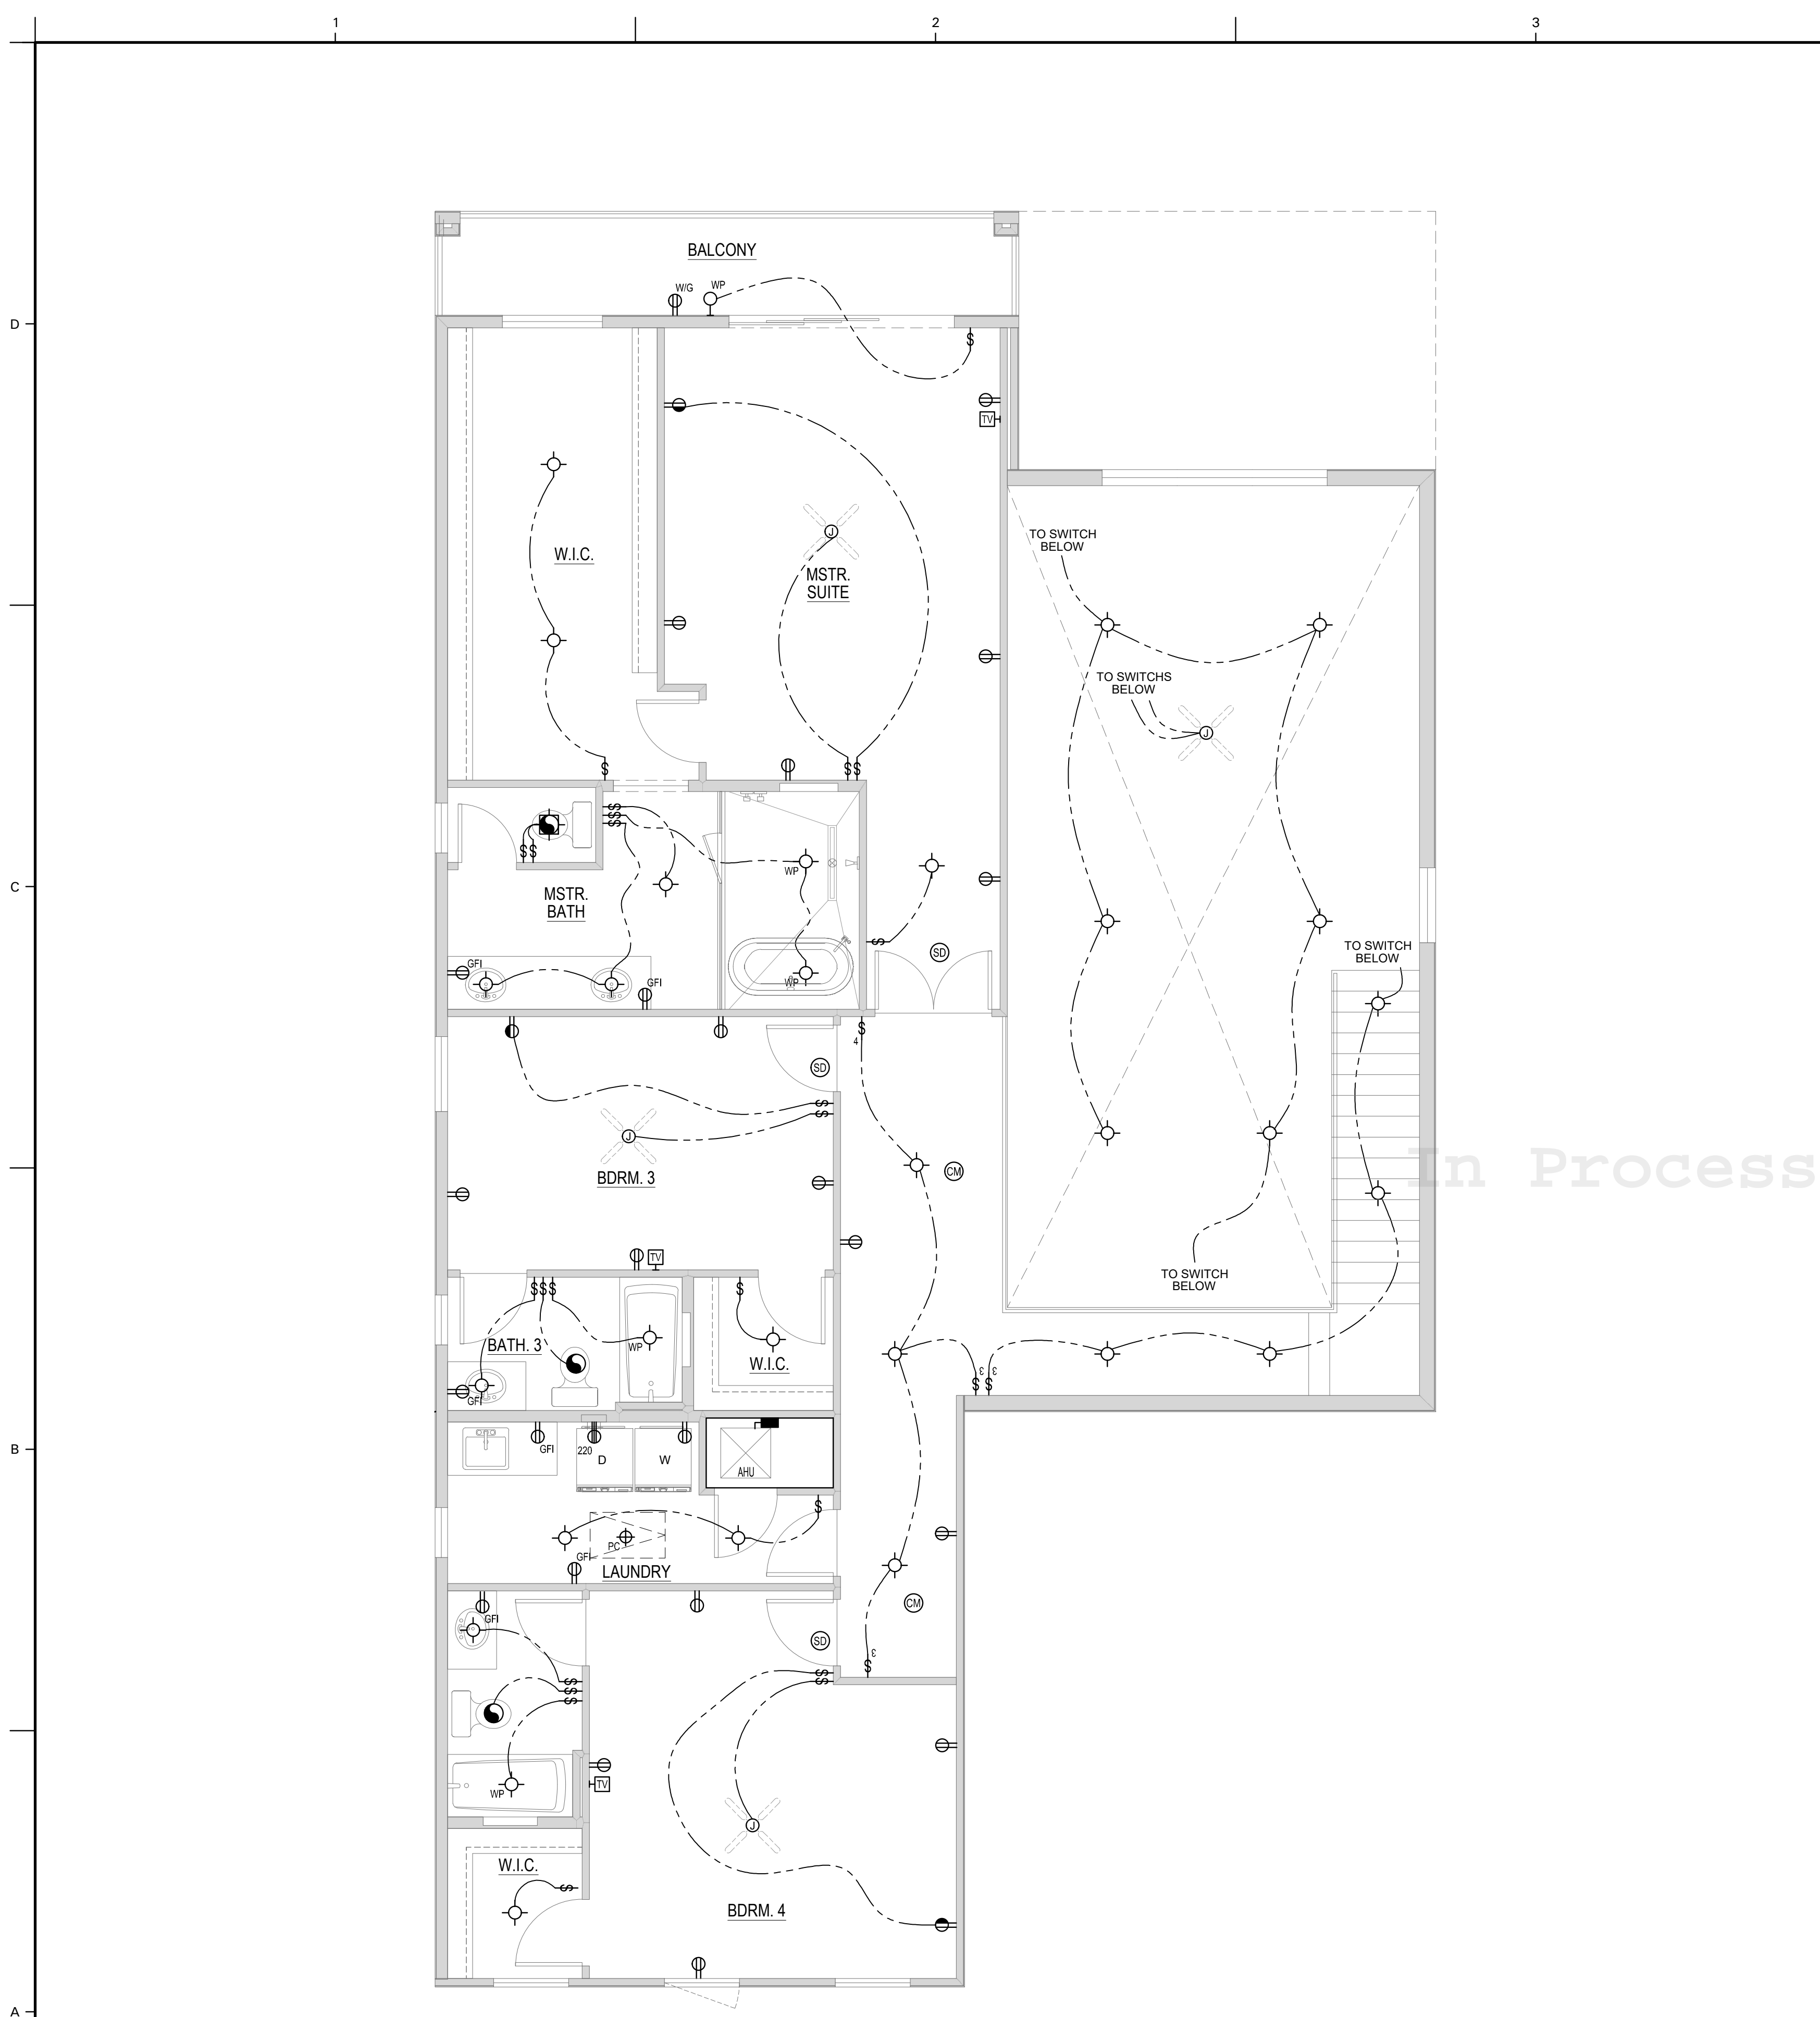 1
2
3
BALCONY
W/G
WP
D
$
TV
J
W.I.C.
MSTR.
SUITE
TO SWITCH
BELOW
TO SWITCHS
BELOW
J
$
$$
$
$
$
$$
WP
C
MSTR.
BATH
$
SD
TO SWITCH
BELOW
GFI
GFI
WP
$
4
SD
$
$
J
CM
In Process
BDRM. 3
TV
TO SWITCH
BELOW
$$$
$
BATH. 3
WP
W.I.C.
3
3
$
$
GFI
B
GFI
220
D
W
AHU
$
PC
GFI
LAUNDRY
CM
GFI
SD
3
$
$
$
$
$
$
WP
TV
J
W.I.C.
$
BDRM. 4
A